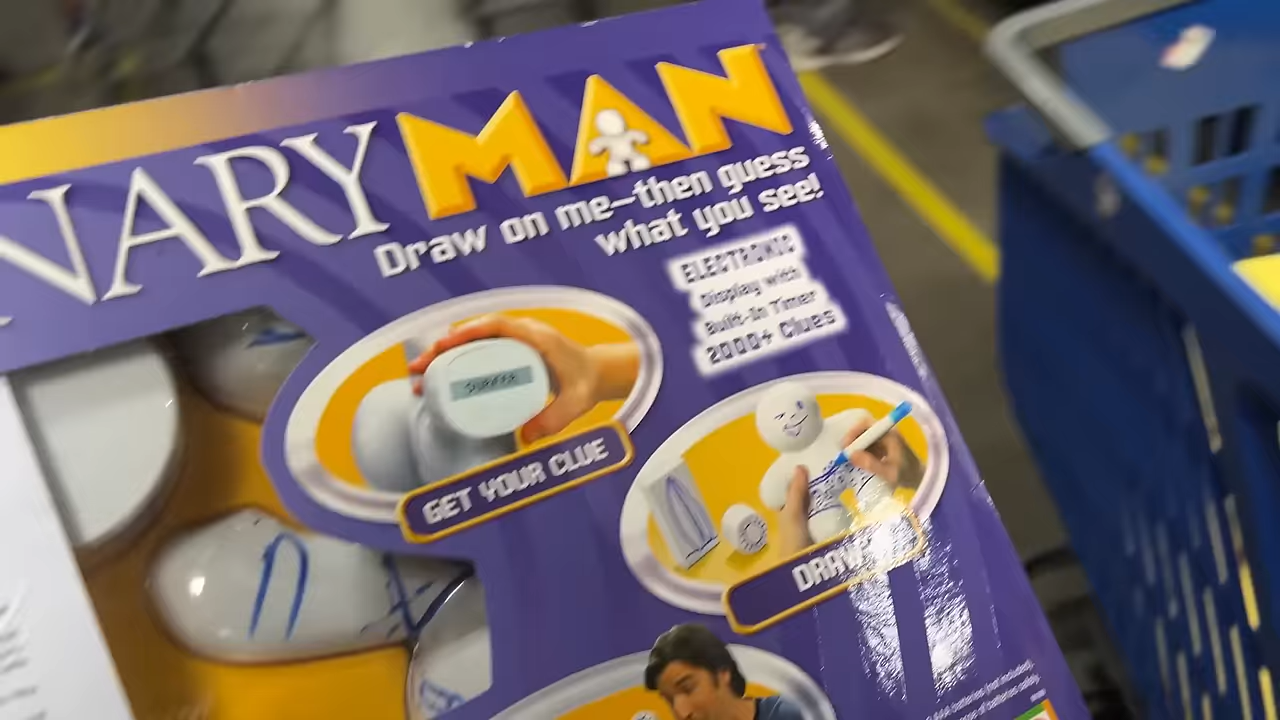 NARY MAN
Draw on me—then guess
what you see!
ELECTRONIC
Display with
Built-In Timer
2000+ Clues
GET YOUR CLUE
DRAW